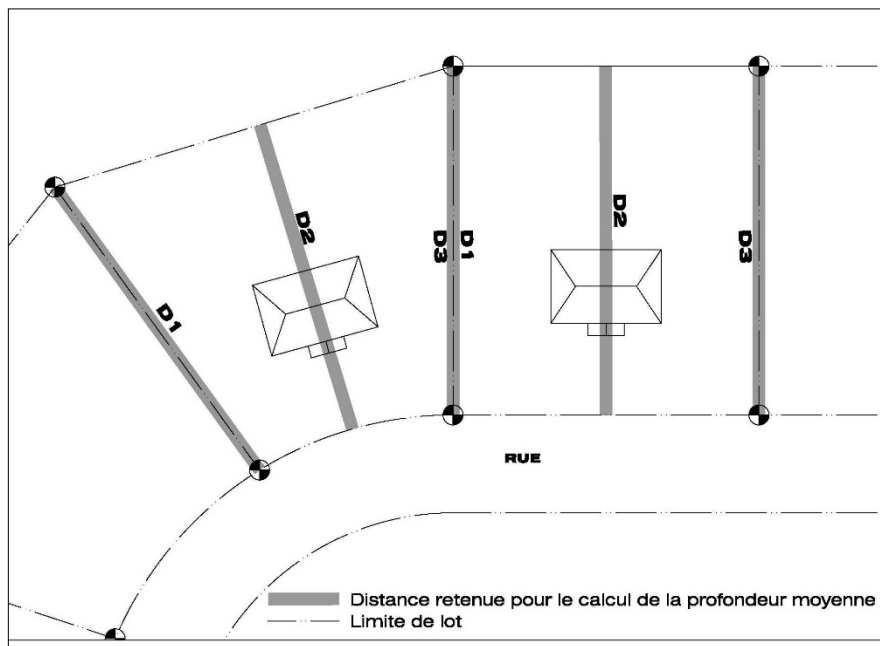 D1
D2
D3
D1
D2
D3
RUE
Distance retenue pour le calcul de la profondeur moyenne
Limite de lot